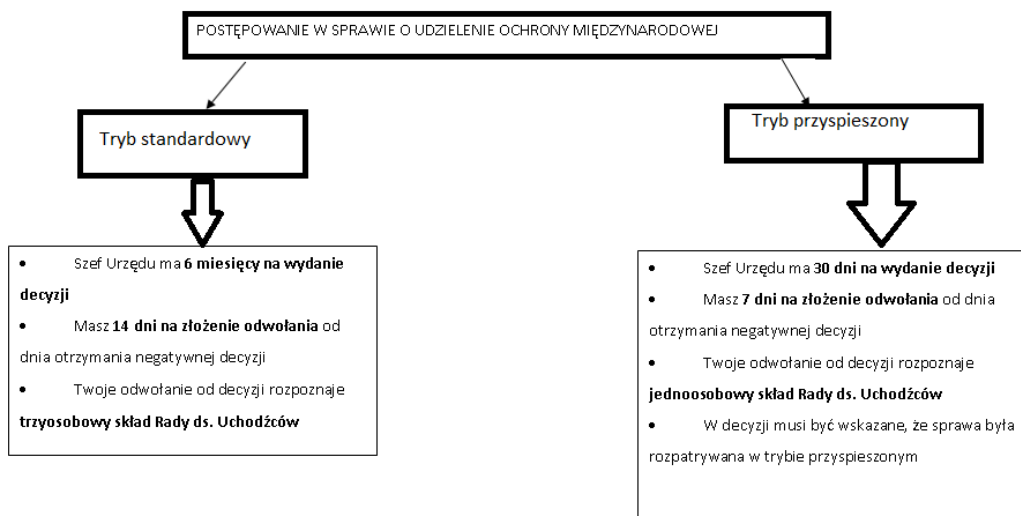 POSTĘPOWANIE W SPRAWIE O UDZIELENIE OCHRONY MIĘDZYNARODOWEJ
Tryb standardowy
• Szef Urzędu ma 6 miesięcy na wydanie
decyzji
• Masz 14 dni na złożenie odwołania od
dnia otrzymania negatywnej decyzji
• Twoje odwołanie od decyzji rozpoznaje
trzyosobowy skład Rady ds. Uchodźców
Tryb przyspieszony
• Szef Urzędu ma 30 dni na wydanie decyzji
• Masz 7 dni na złożenie odwołania od dnia
otrzymania negatywnej decyzji
• Twoje odwołanie od decyzji rozpoznaje
jednoosobowy skład Rady ds. Uchodźców
• W decyzji musi być wskazane, że sprawa była
rozpatrywana w trybie przyspieszonym